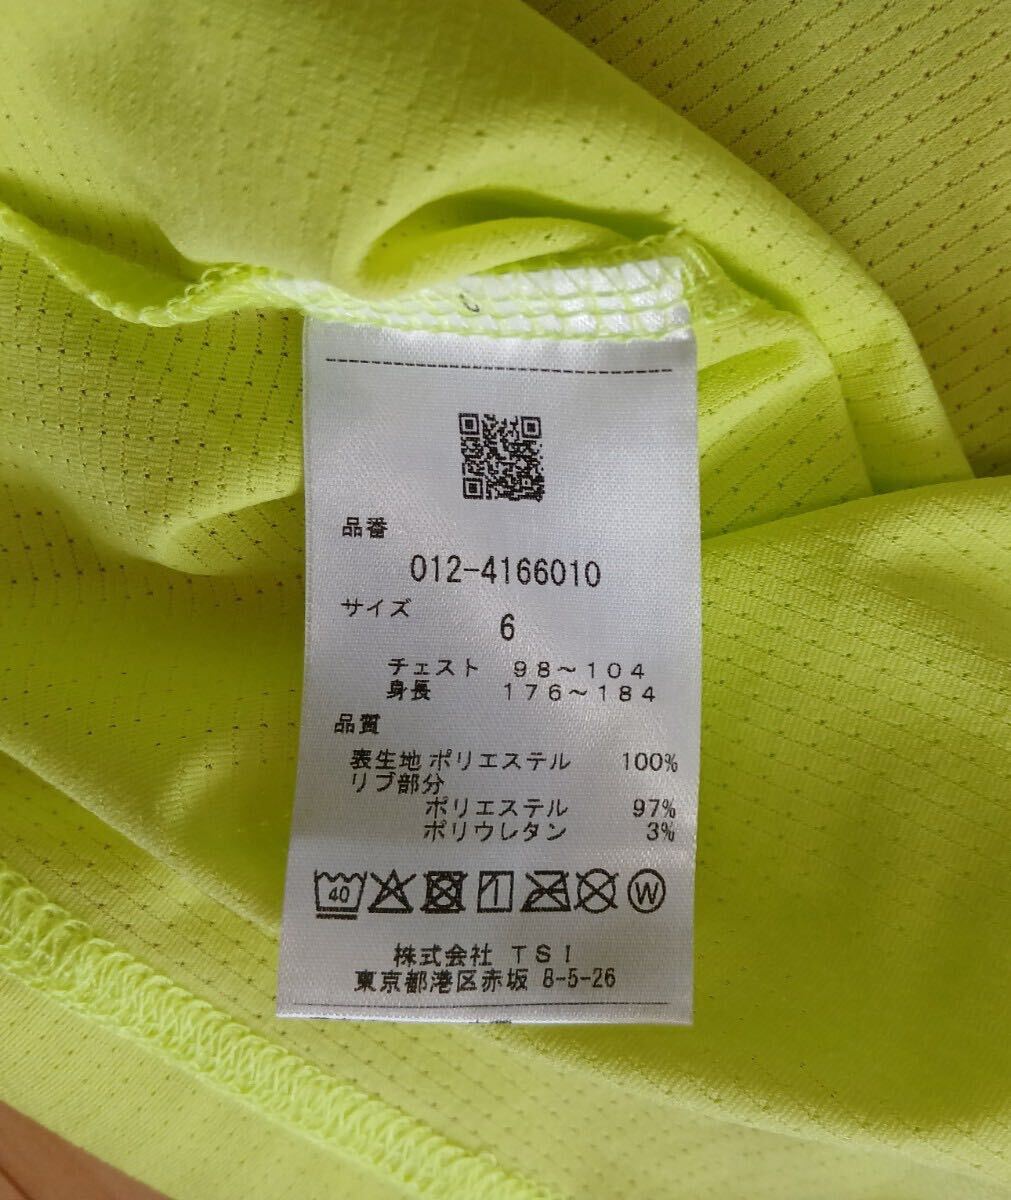 品番
012-4166010
サイズ
6
チェスト 98～104
身長 176～184
品質
表生地 ポリエステル 100%
リブ部分
ポリエステル 97%
ポリウレタン 3%
40 W
株式会社 TSI
東京都港区赤坂 8-5-26